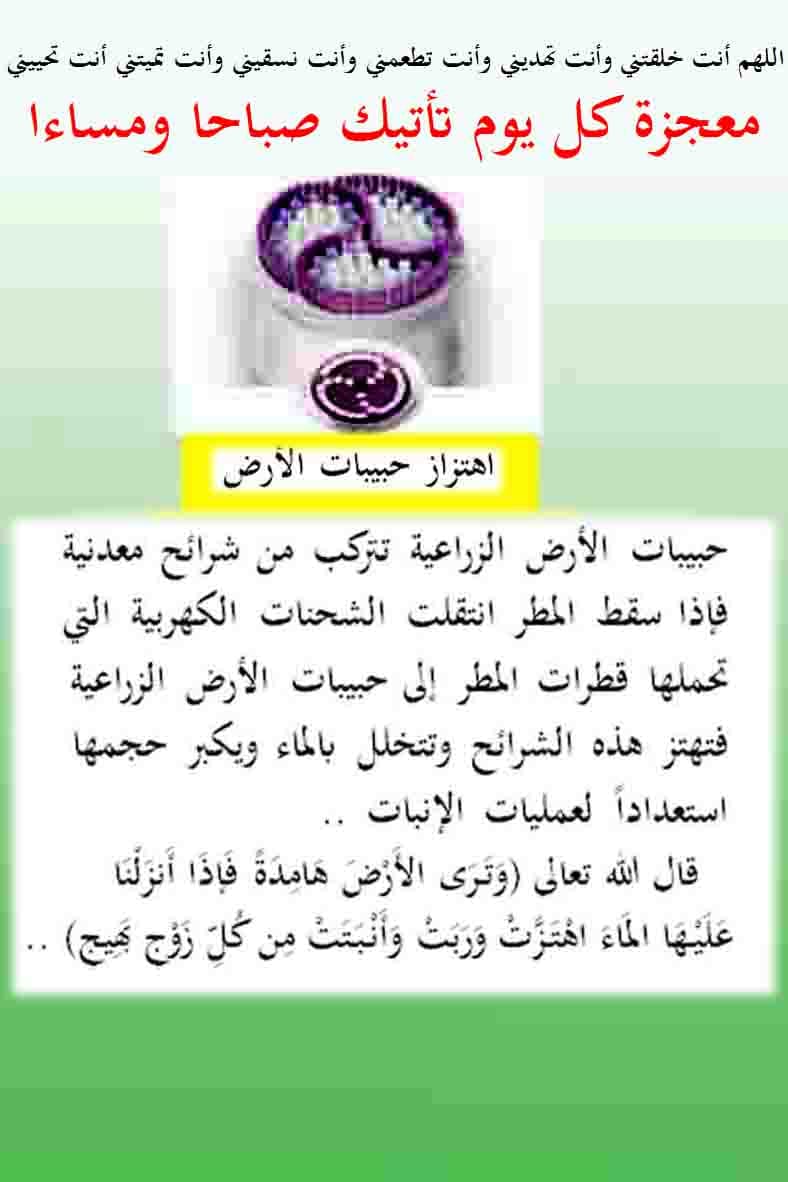 اللهم أنت خلقتني وأنت تهديني وأنت تطعمني وأنت نسقيني وأنت تميتني أنت تحييني
معجزة كل يوم تأتيك صباحا ومساءا
اهتزاز حبيبات الأرض
حبيبات الأرض الزراعية تتركب من شرائح معدنية
فإذا سقط المطر انتقلت الشحنات الكهربية التي
تحملها قطرات المطر إلى حبيبات الأرض الزراعية
فتهتز هذه الشرائح وتتخلل بالماء ويكبر حجمها
استعداداً لعمليات الإنبات ..
قال الله تعالى (وَتَرَى الأَرْضَ هَامِدَةً فَإِذَا أَنزَلْنَا
عَلَيْهَا المَاءَ اهْتَزَّتْ وَرَبَتْ وَأَنْبَتَتْ مِن كُلِّ زَوْجٍ بَهِيجٍ) ..